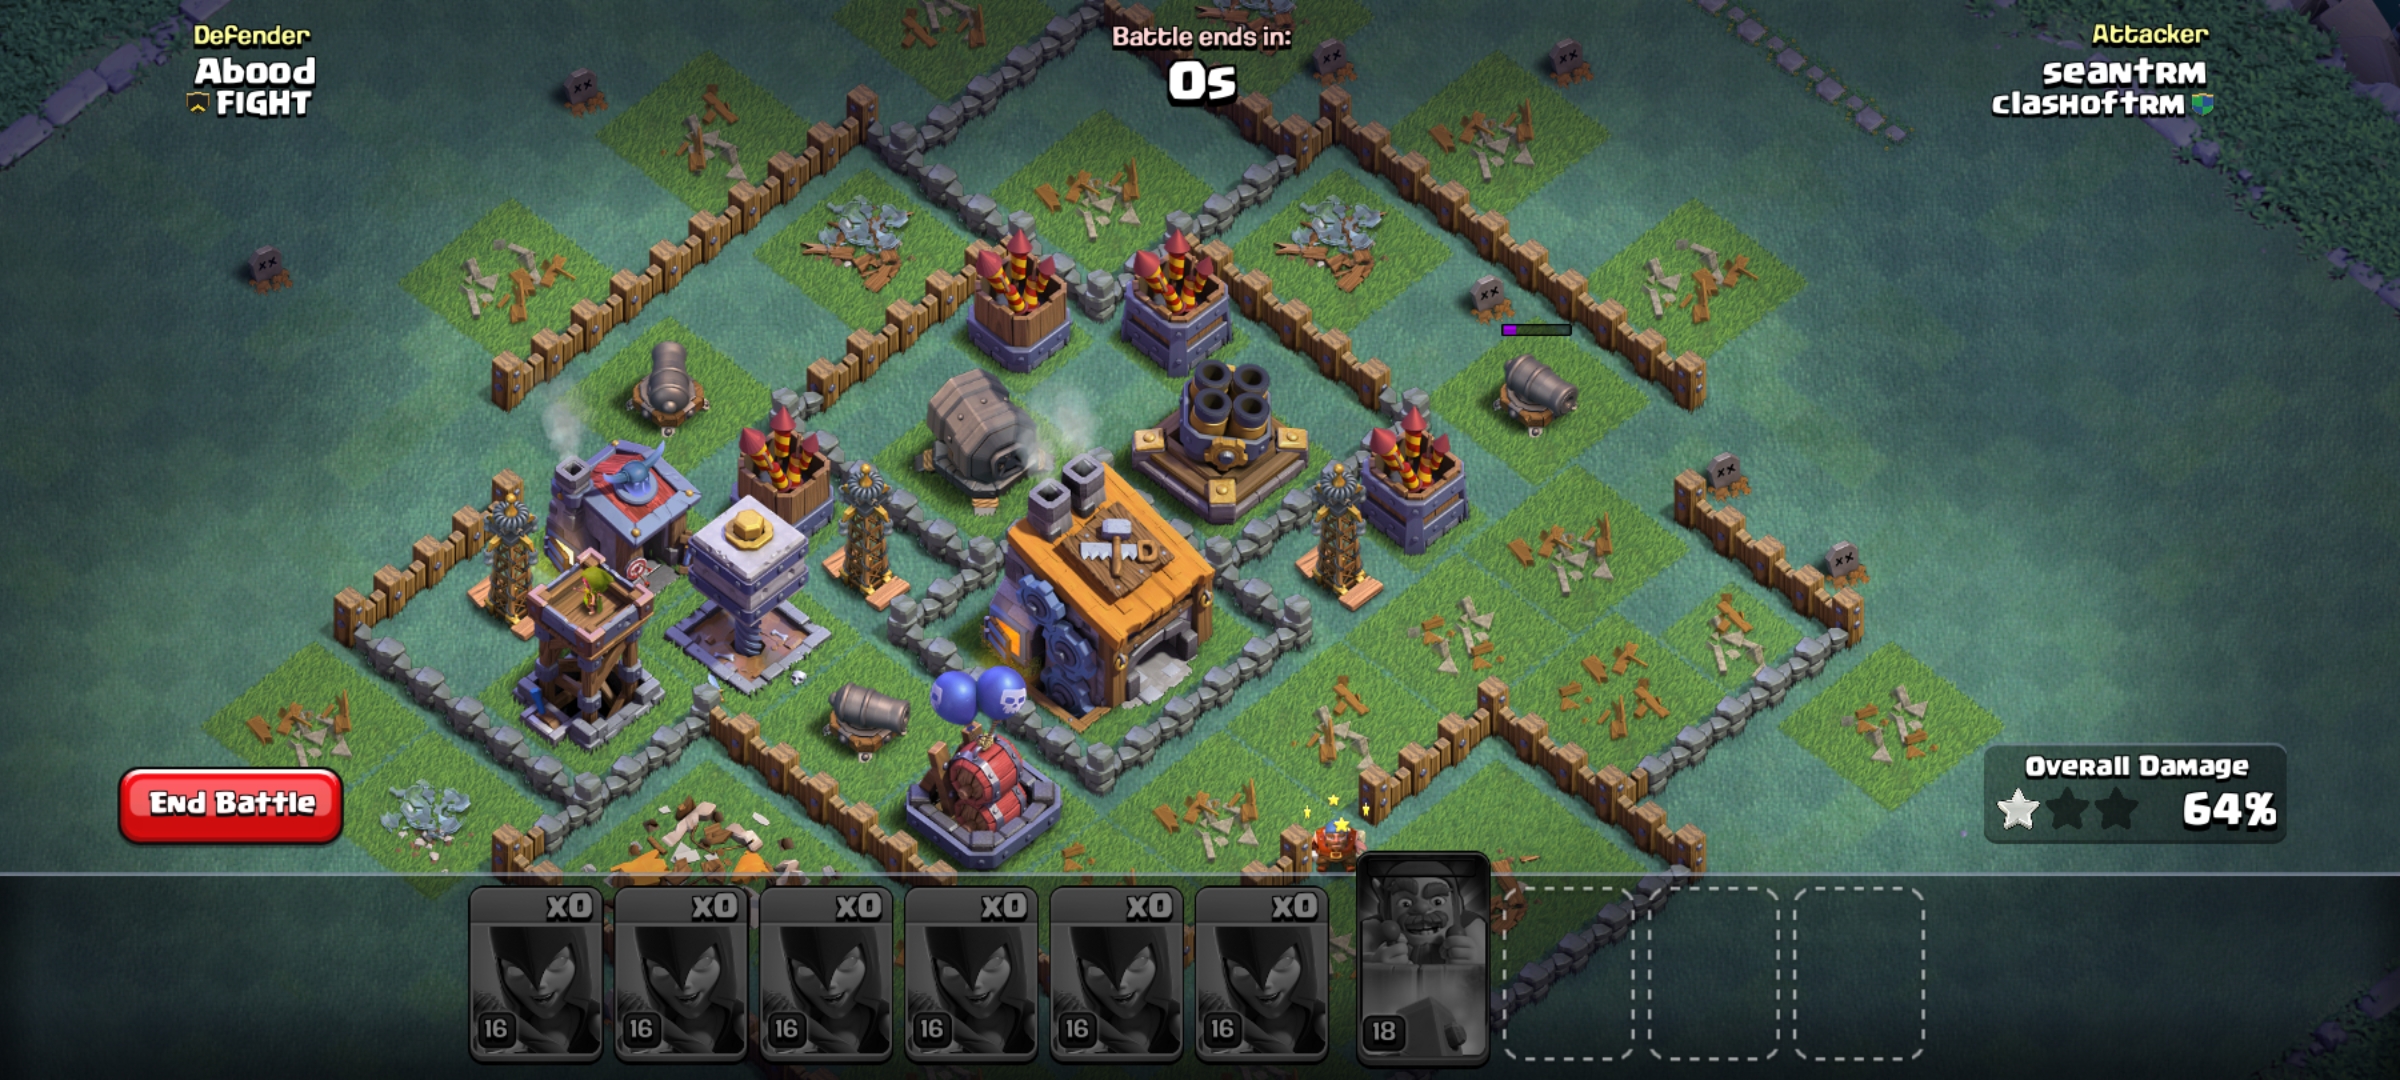 Defender
Abood
FIGHT
Battle ends in:
0s
Attacker
seantRM
clashoftRM
End Battle
Overall Damage
64%
x0
x0
x0
x0
x0
x0
16
16
16
16
16
16
18